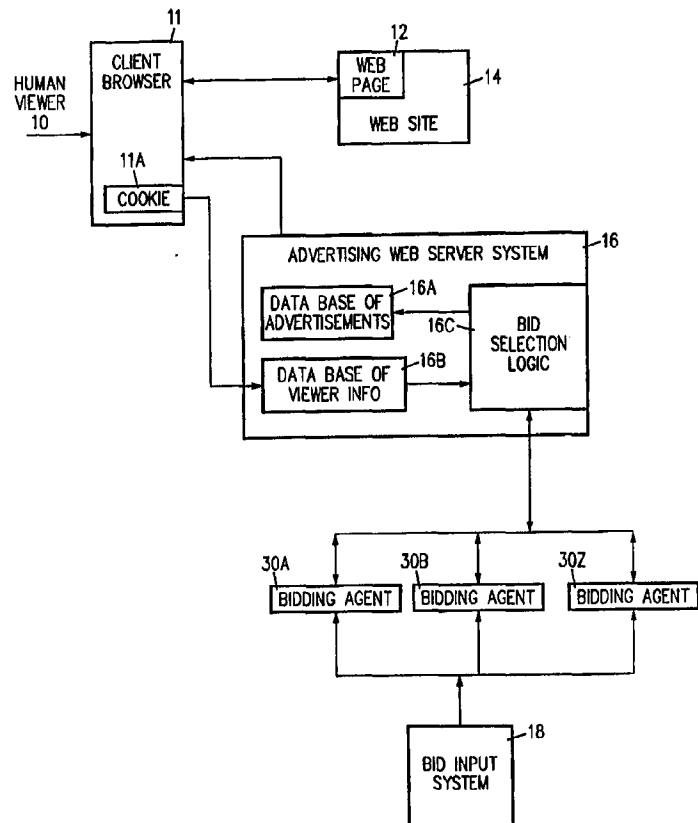 11
CLIENT
BROWSER
HUMAN
VIEWER
10
11A
COOKIE
12
WEB
PAGE
14
WEB SITE
ADVERTISING WEB SERVER SYSTEM
16
16A
DATA BASE OF
ADVERTISEMENTS
16C
BID
SELECTION
LOGIC
16B
DATA BASE OF
VIEWER INFO
30A
BIDDING AGENT
30B
BIDDING AGENT
30Z
BIDDING AGENT
18
BID INPUT
SYSTEM